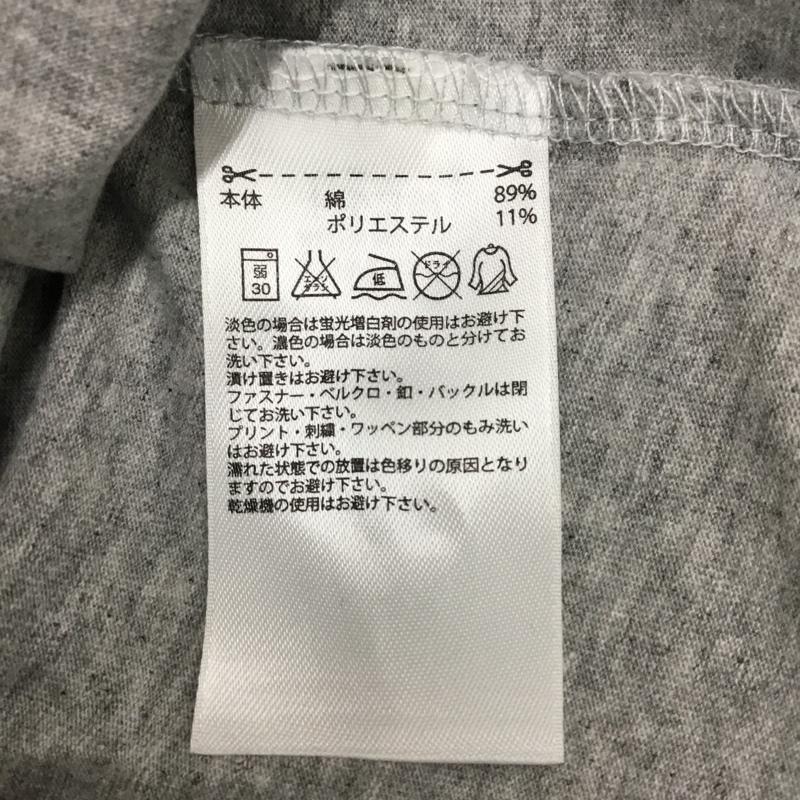 本体 綿 89%
ポリエステル 11%
弱 30 エンソ サラシ 低 ドライ
淡色の場合は蛍光増白剤の使用はお避け下
さい。濃色の場合は淡色のものと分けてお
洗い下さい。
漬け置きはお避け下さい。
ファスナー・ベルクロ・釦・バックルは閉
じてお洗い下さい。
プリント・刺繍・ワッペン部分のもみ洗い
はお避け下さい。
濡れた状態での放置は色移りの原因となり
ますのでお避け下さい。
乾燥機の使用はお避け下さい。